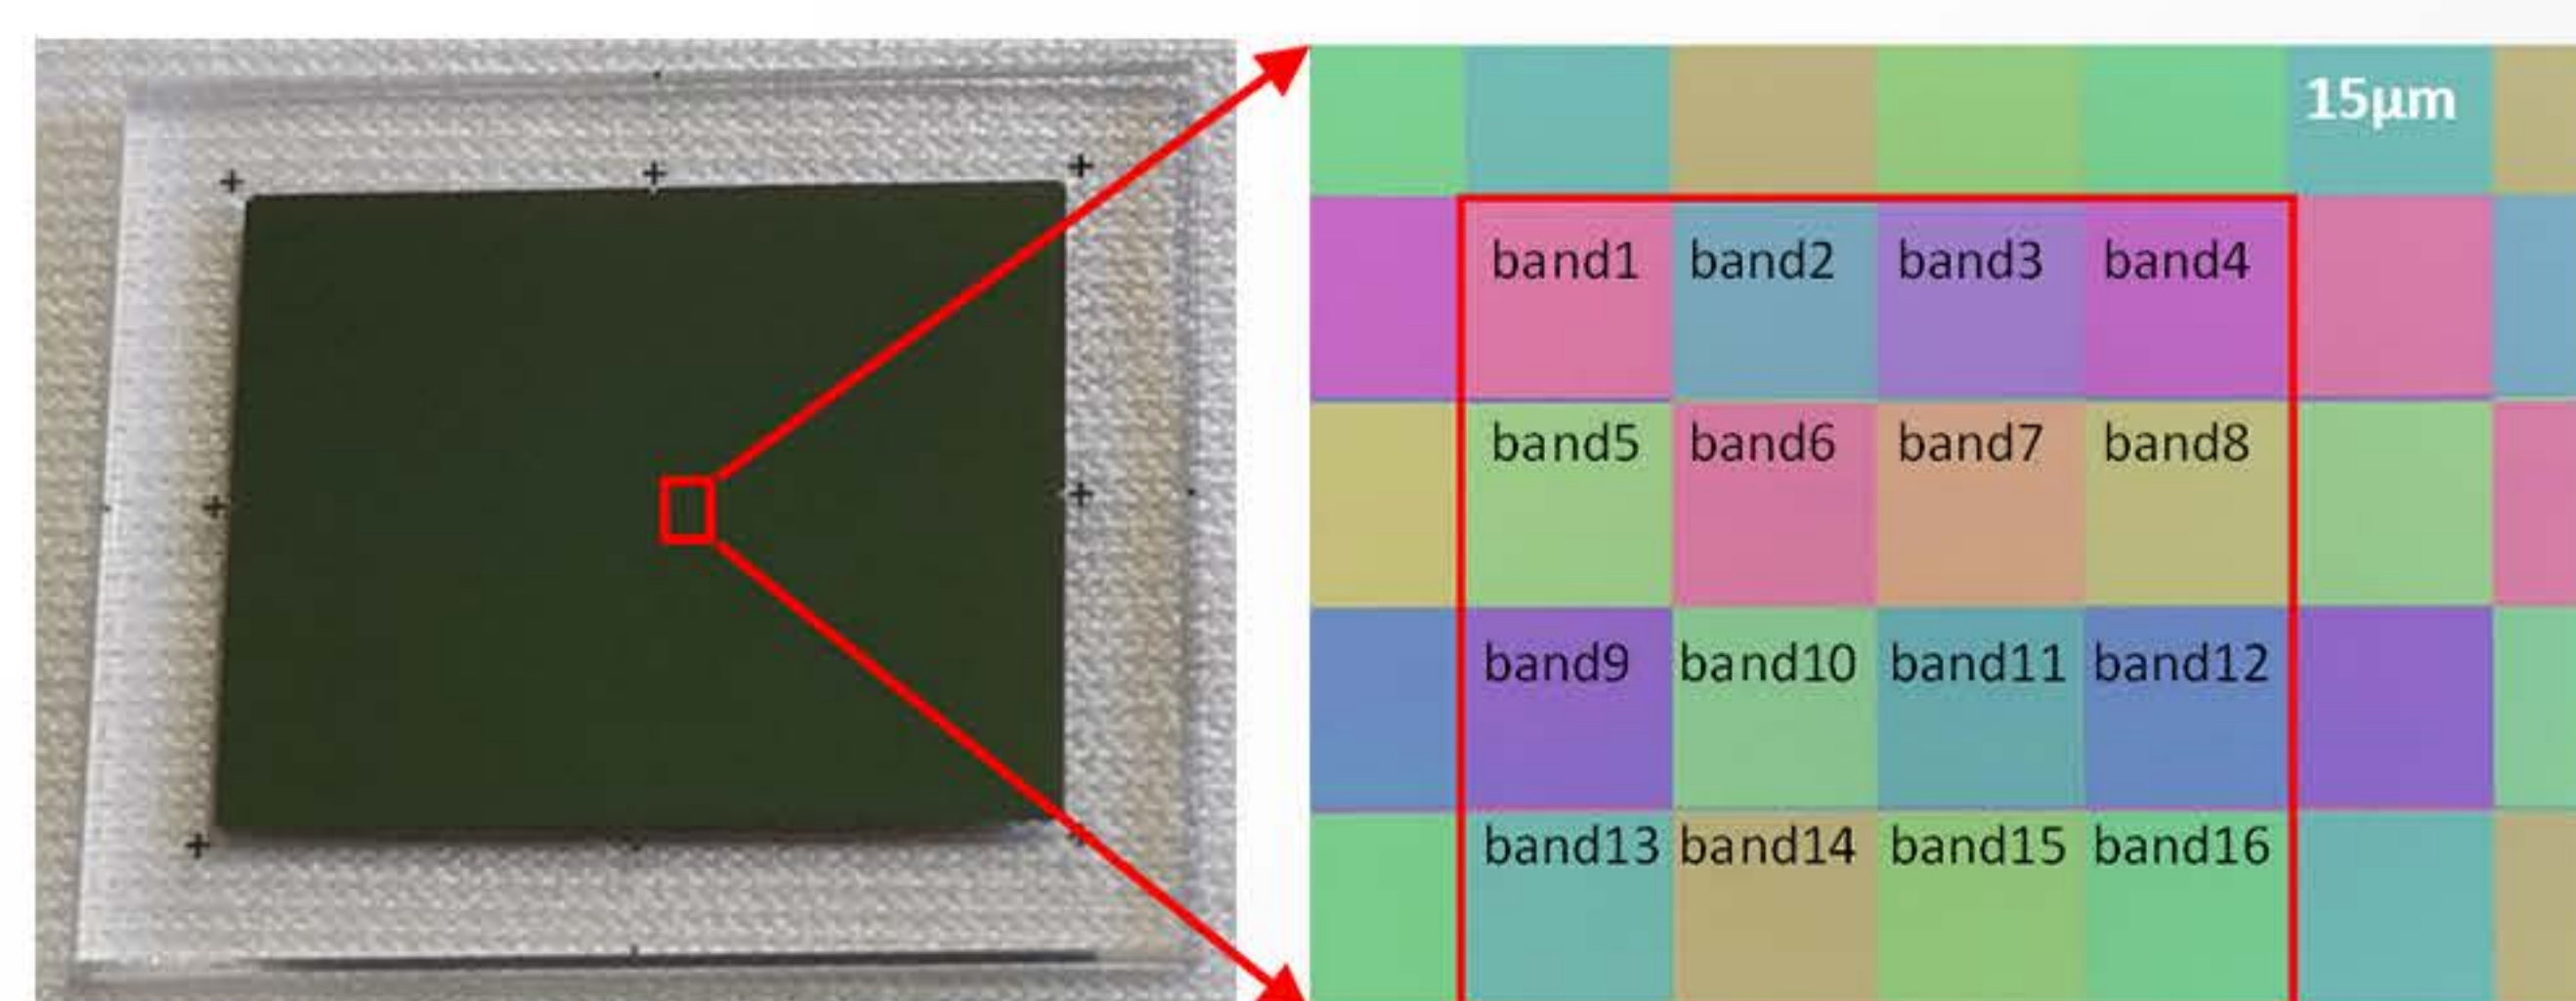 15µm
band1 band2 band3 band4
band5 band6 band7 band8
band9 band10 band11 band12
band13 band14 band15 band16